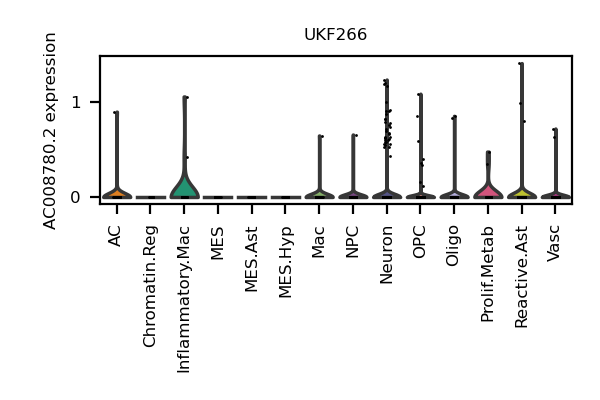 UKF266
AC008780.2 expression
1
0
AC
Chromatin.Reg
Inflammatory.Mac
MES
MES.Ast
MES.Hyp
Mac
NPC
Neuron
OPC
Oligo
Prolif.Metab
Reactive.Ast
Vasc